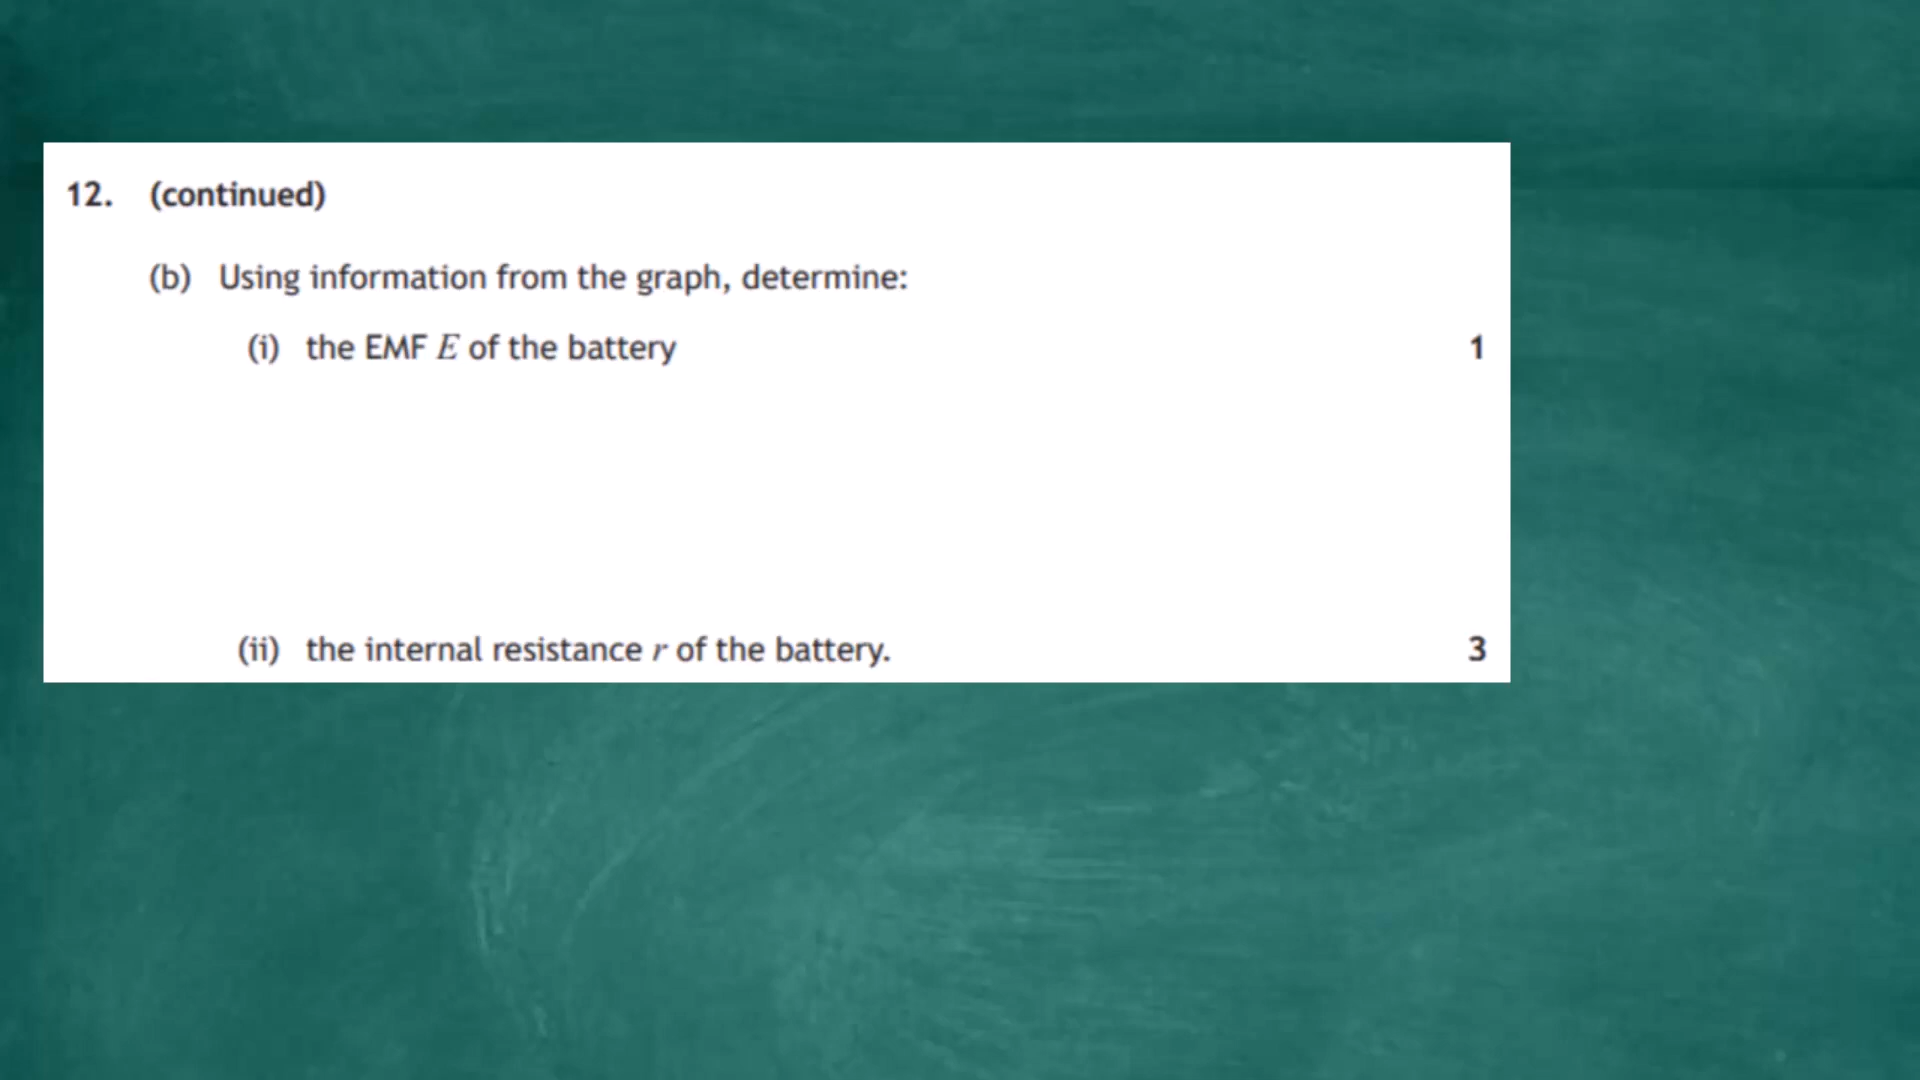 12. (continued)
(b) Using information from the graph, determine:
(i) the EMF E of the battery 1
(ii) the internal resistance r of the battery. 3